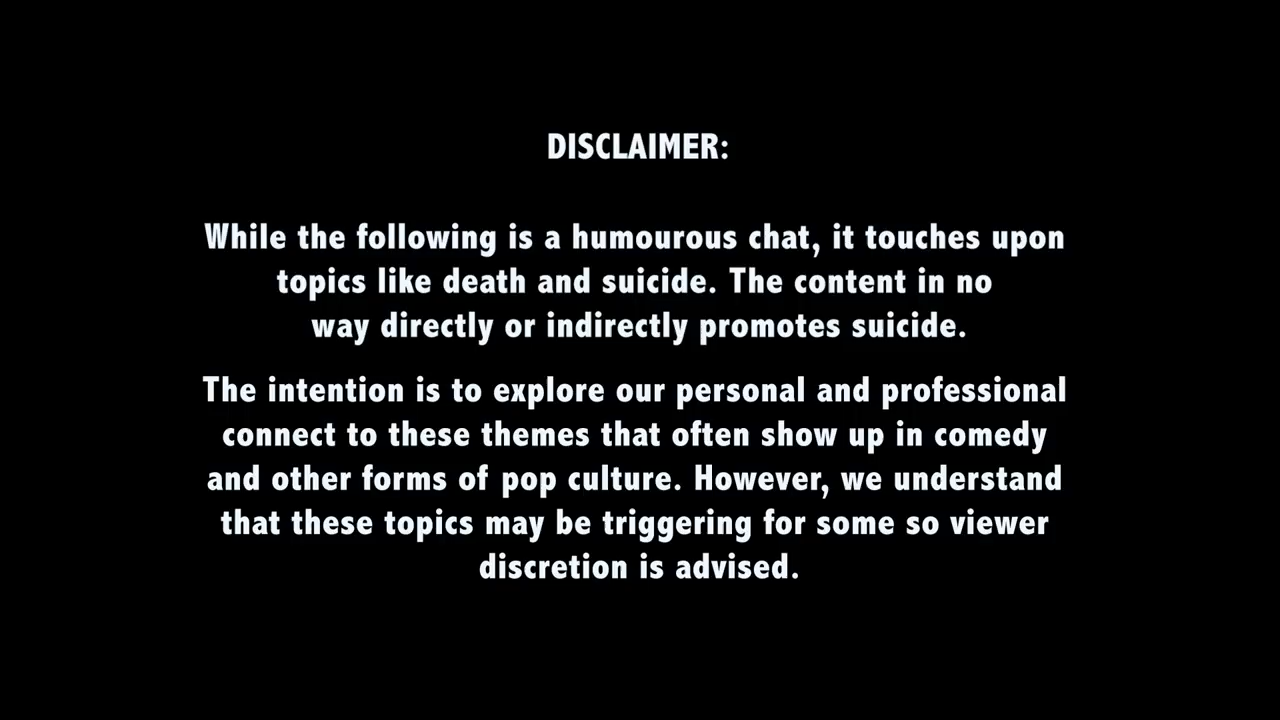 DISCLAIMER:
While the following is a humourous chat, it touches upon
topics like death and suicide. The content in no
way directly or indirectly promotes suicide.
The intention is to explore our personal and professional
connect to these themes that often show up in comedy
and other forms of pop culture. However, we understand
that these topics may be triggering for some so viewer
discretion is advised.